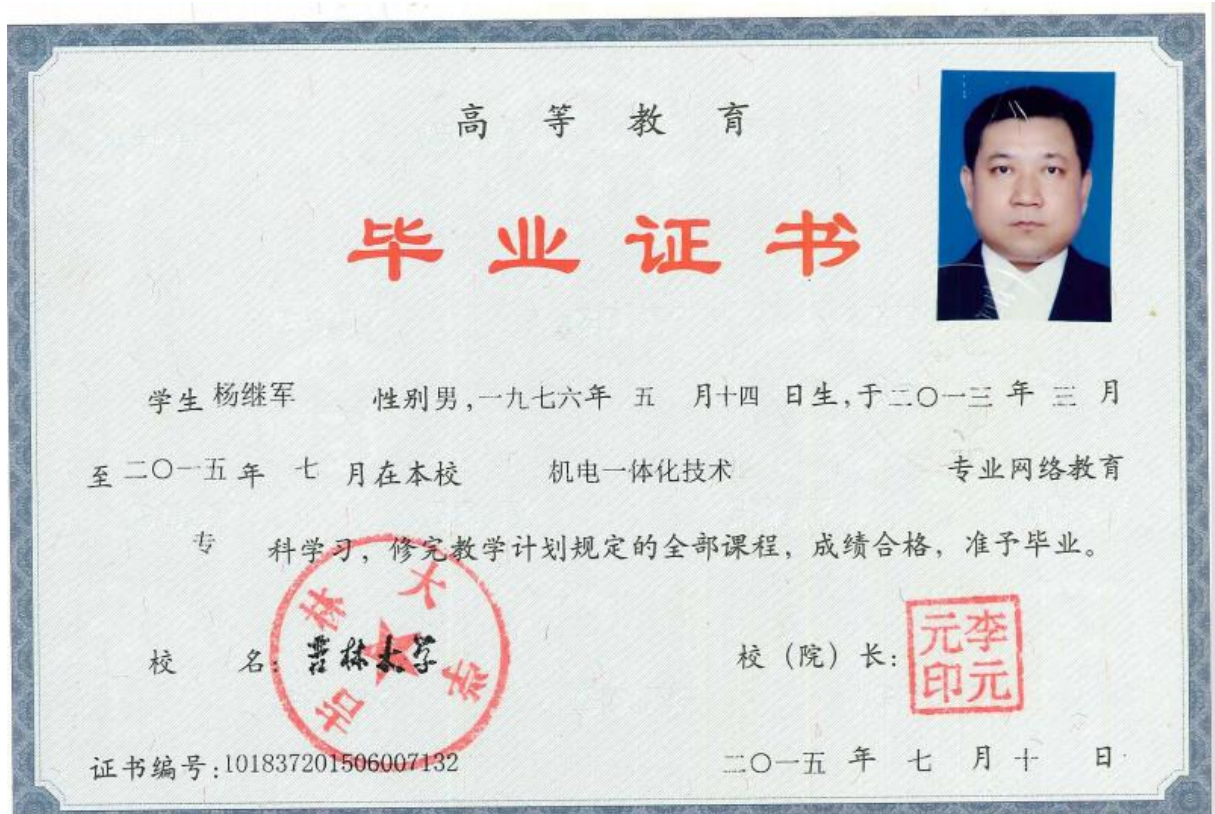 高等教育
毕业证书
学生 杨继军 性别男,一九七六年 五 月十四 日生,于二〇一三 年 三 月
至 二〇一五 年 七 月在本校 机电一体化技术 专业网络教育
专 科学习，修完教学计划规定的全部课程，成绩合格，准予毕业。
校 名: 吉林大学
吉林大学
校（院）长:
李元元印
证书编号:101837201506007132
二〇一五 年 七 月 十 日